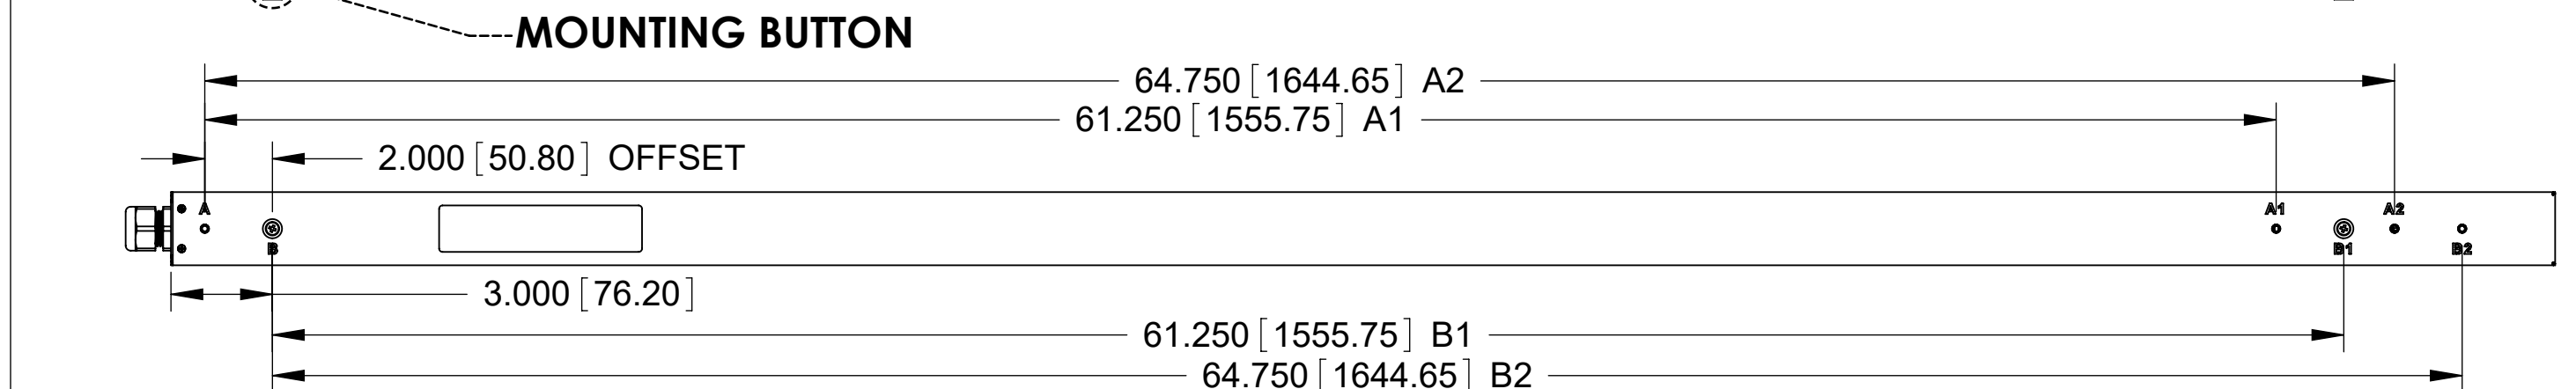 MOUNTING BUTTON
64.750 [1644.65] A2
61.250 [1555.75] A1
2.000 [50.80] OFFSET
A
A1
A2
B
B1
B2
3.000 [76.20]
61.250 [1555.75] B1
64.750 [1644.65] B2